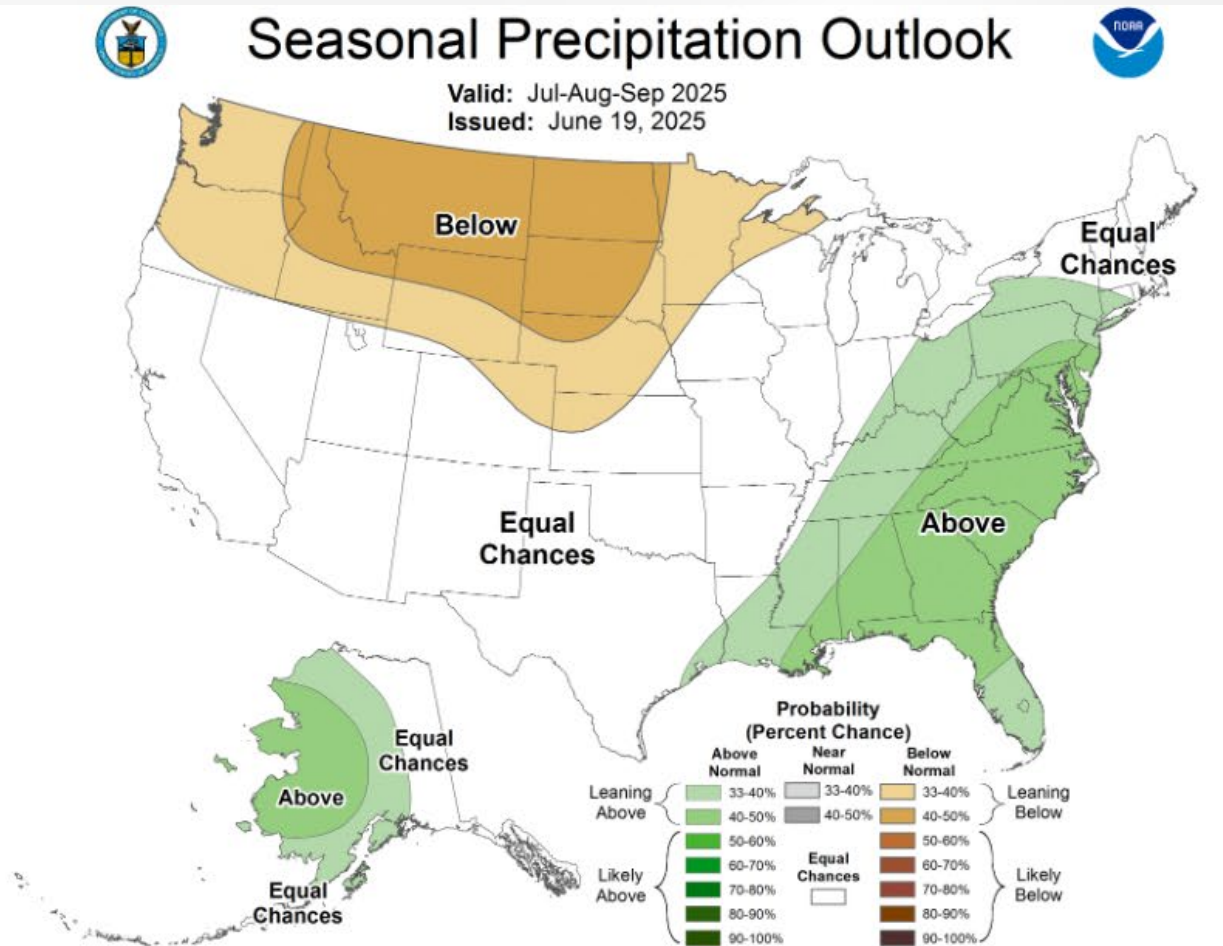 Seasonal Precipitation Outlook
NOAA
Valid: Jul-Aug-Sep 2025
Issued: June 19, 2025
Below
Equal
Chances
Equal
Chances
Above
Equal
Chances
Above
Equal
Chances
Probability
(Percent Chance)
Above
Normal
Near
Normal
Below
Normal
Leaning
Above
33-40%
33-40%
33-40%
Leaning
Below
40-50%
40-50%
40-50%
50-60%
50-60%
Likely
Above
60-70%
Equal
Chances
60-70%
Likely
Below
70-80%
70-80%
80-90%
80-90%
90-100%
90-100%